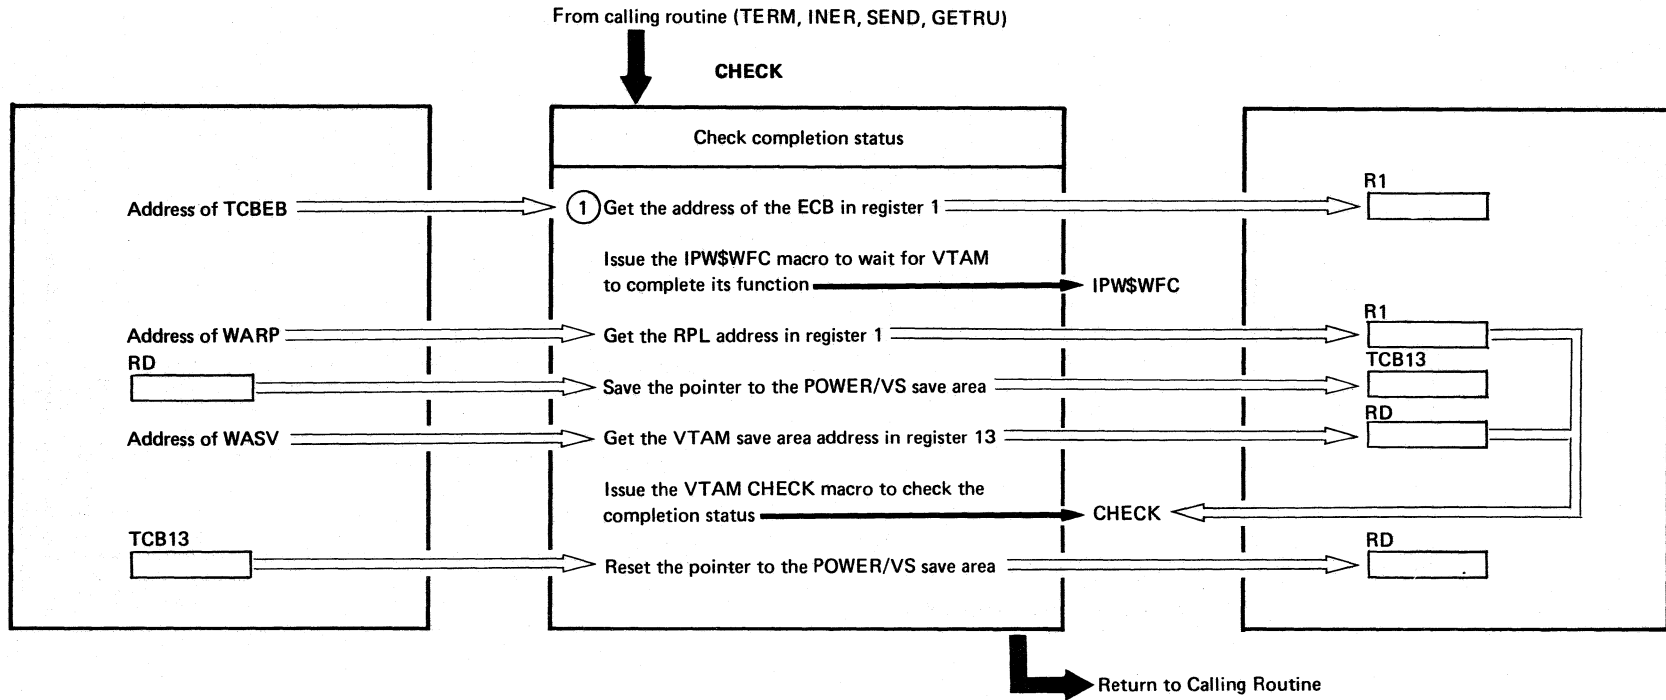 From calling routine (TERM, INER, SEND, GETRU)
CHECK
Check completion status
Address of TCBEB
1 Get the address of the ECB in register 1
R1
Issue the IPW$WFC macro to wait for VTAM
to complete its function
IPW$WFC
Address of WARP
Get the RPL address in register 1
R1
RD
Save the pointer to the POWER/VS save area
TCB13
Address of WASV
Get the VTAM save area address in register 13
RD
Issue the VTAM CHECK macro to check the
completion status
CHECK
TCB13
Reset the pointer to the POWER/VS save area
RD
Return to Calling Routine